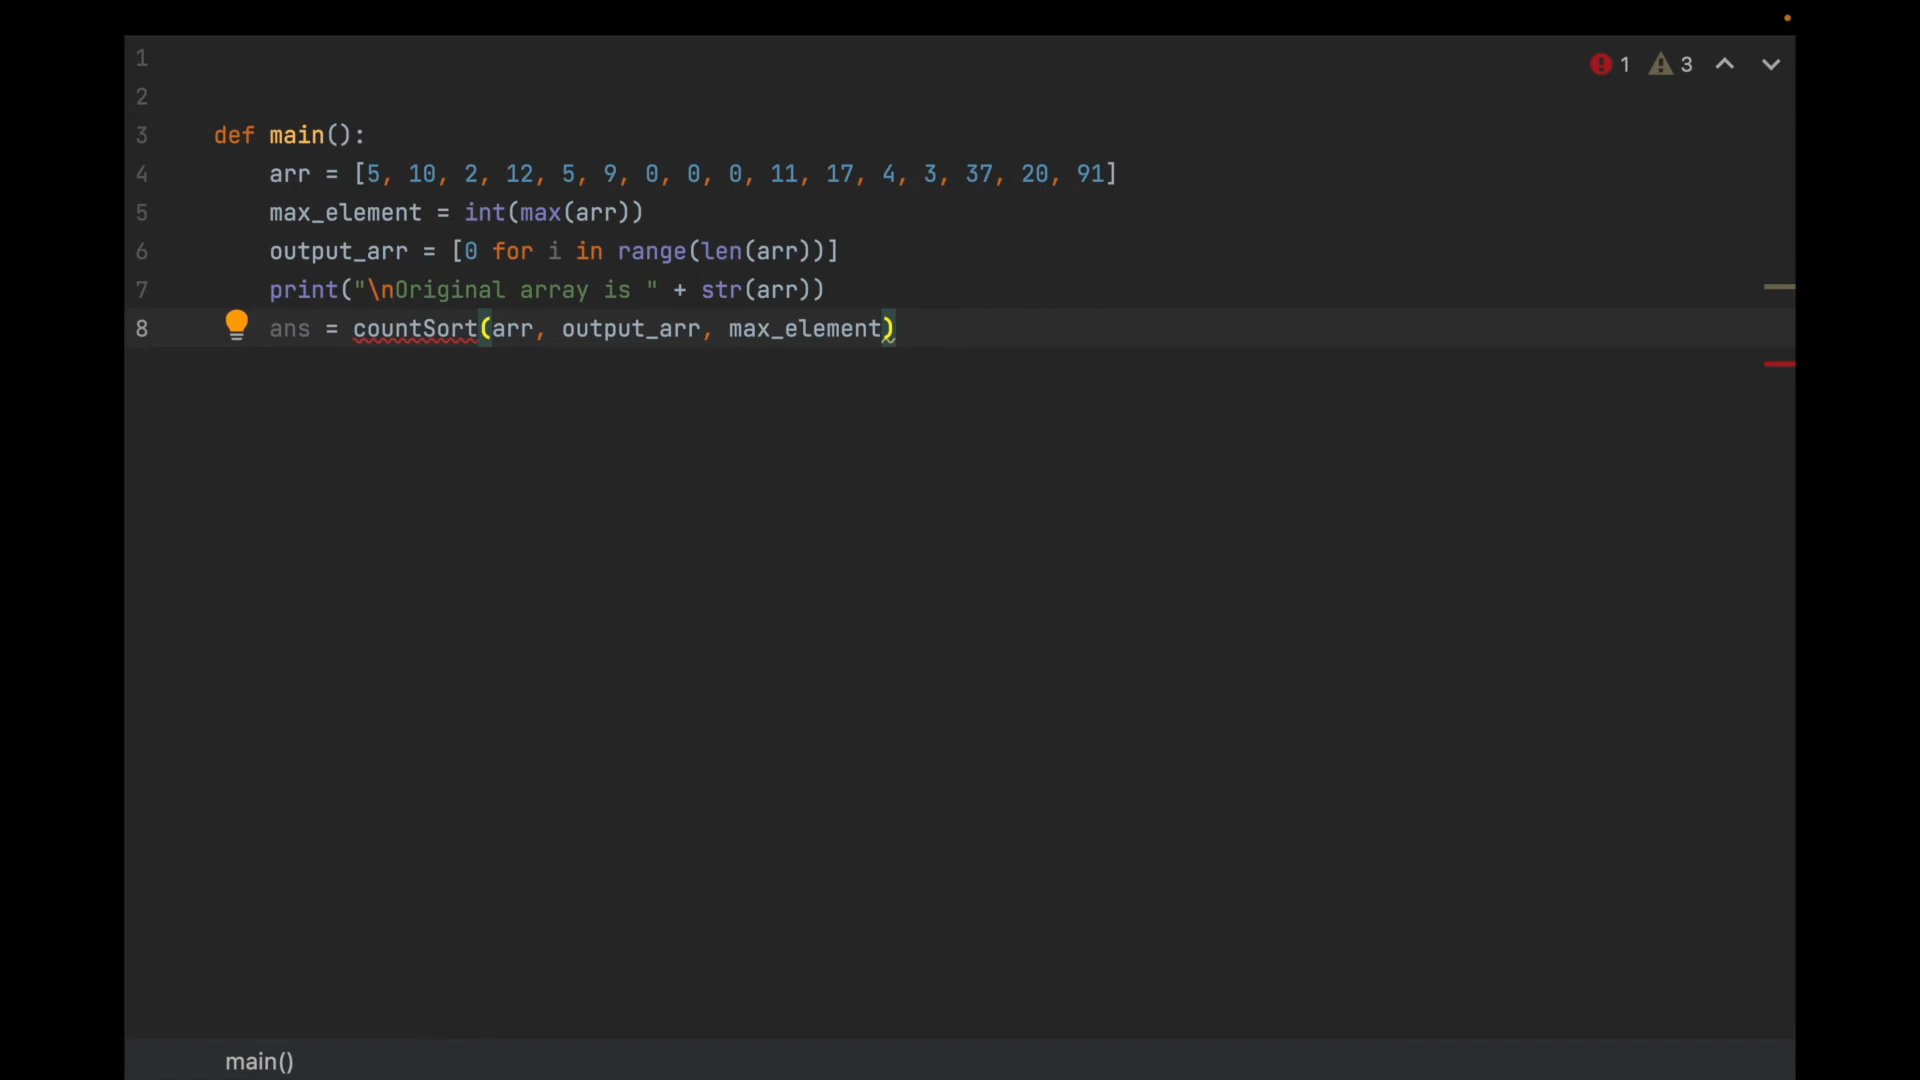 1 3
1
2
3 def main():
4 arr = [5, 10, 2, 12, 5, 9, 0, 0, 0, 11, 17, 4, 3, 37, 20, 91]
5 max_element = int(max(arr))
6 output_arr = [0 for i in range(len(arr))]
7 print("\nOriginal array is " + str(arr))
8 ans = countSort(arr, output_arr, max_element)
main()